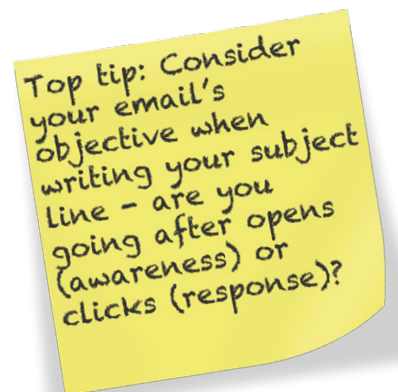 Top tip: Consider
your email's
objective when
writing your subject
line – are you
going after opens
(awareness) or
clicks (response)?